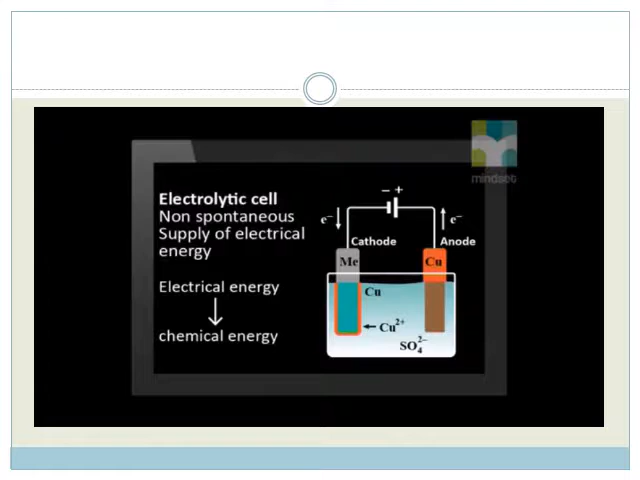 mindset
Electrolytic cell
Non spontaneous
Supply of electrical
energy
Electrical energy
chemical energy
− +
e⁻
e⁻
Cathode
Anode
Me
Cu
Cu
Cu²⁺
SO₄²⁻